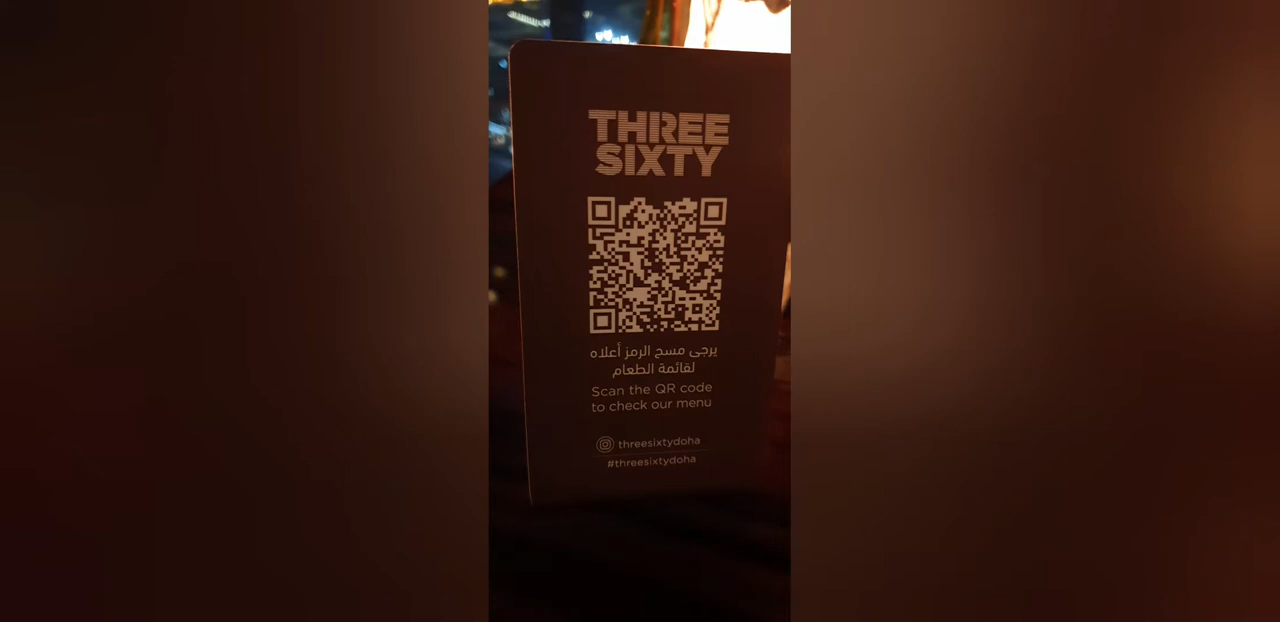 THREE
SIXTY
يرجى مسح الرمز أعلاه
لقائمة الطعام
Scan the QR code
to check our menu
threesixtydoha
#threesixtydoha